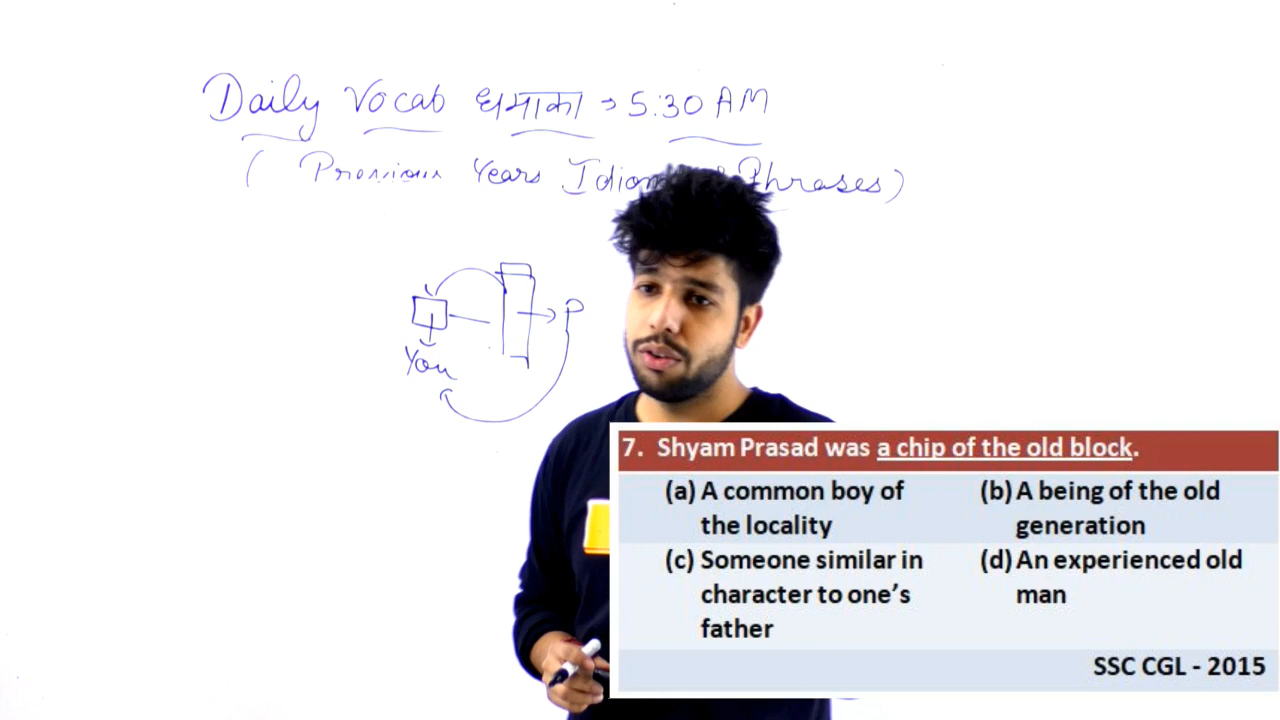 Daily Vocab धमाका → 5:30 AM
( Previous Years Phrases)
P
You
7. Shyam Prasad was a chip of the old block.
(a) A common boy of the locality
(b) A being of the old generation
(c) Someone similar in character to one's father
(d) An experienced old man
SSC CGL - 2015